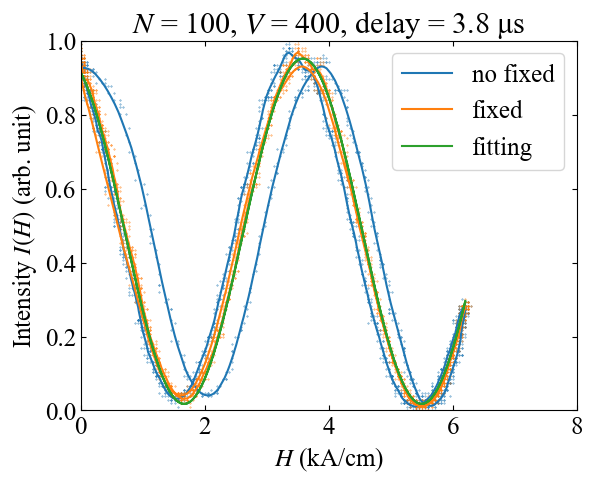 N = 100, V = 400, delay = 3.8 μs
Intensity I(H) (arb. unit)
1.0
0.8
0.6
0.4
0.2
0.0
no fixed
fixed
fitting
0 2 4 6 8
H (kA/cm)